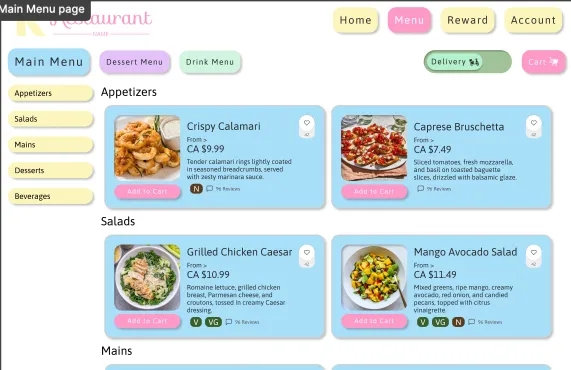 Main Menu page
Restaurant
NAME
Home
Menu
Reward
Account
Main Menu
Dessert Menu
Drink Menu
Delivery
Cart
Appetizers
Salads
Mains
Desserts
Beverages
Appetizers
Crispy Calamari
From >
CA $9.99
Tender calamari rings lightly coated
in seasoned breadcrumbs, served
with zesty marinara sauce.
Add to Cart
N
96 Reviews
Caprese Bruschetta
From >
CA $7.49
Sliced tomatoes, fresh mozzarella,
and basil on toasted baguette
slices, drizzled with balsamic glaze.
Add to Cart
96 Reviews
Salads
Grilled Chicken Caesar
From >
CA $10.99
Romaine lettuce, grilled chicken
breast, Parmesan cheese, and
croutons, tossed in creamy Caesar
dressing.
Add to Cart
V
VG
96 Reviews
Mango Avocado Salad
From >
CA $11.49
Mixed greens, ripe mango, creamy
avocado, red onion, and candied
pecans, topped with citrus
vinaigrette.
Add to Cart
V
VG
N
96 Reviews
Mains